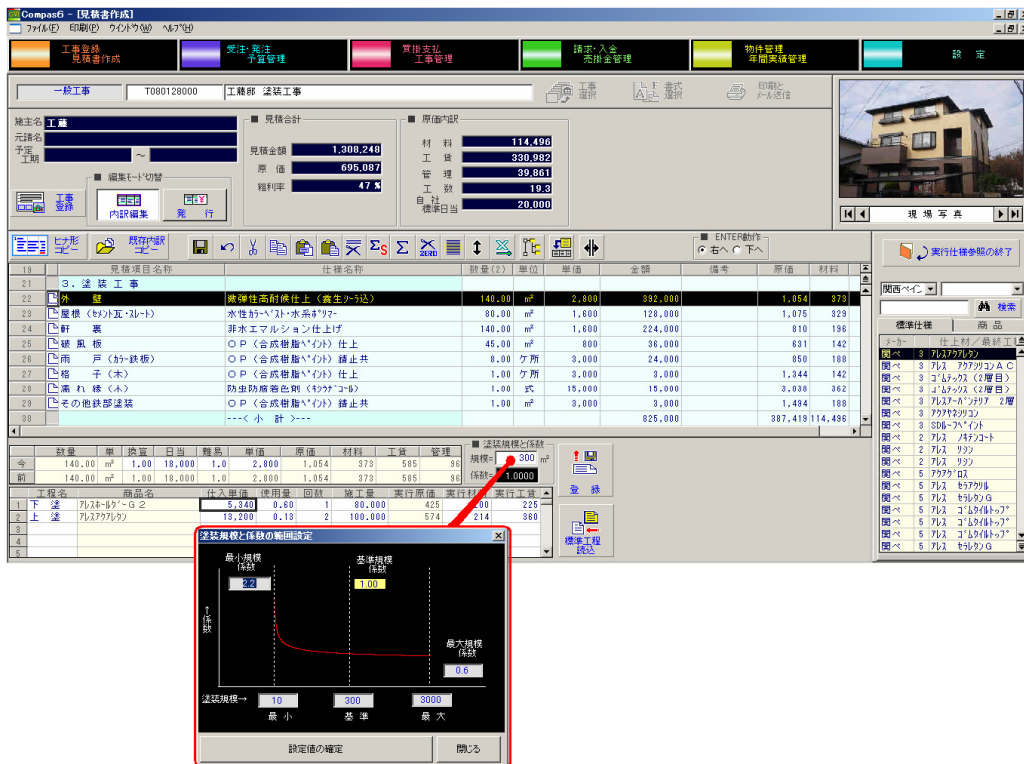 Compas6 - [見積書作成]
ファイル(F) 印刷(P) ウインドウ(W) ヘルプ(H)
工事登録 見積書作成
受注・発注 予算管理
買掛支払 工事管理
請求・入金 売掛金管理
物件管理 年間実績管理
設 定
一般工事 T080128000 工藤邸 塗装工事
工事選択 書式選択 印刷とメール送信
施主名 工藤
元請名
予定工期 ～
■ 見積合計
見積金額 1,308,248
原 価 695,087
粗利率 47 %
■ 原価内訳
材 料 114,496
工 賃 330,982
管 理 39,861
工 数 19.3
自社標準日当 20,000
工事登録
■ 編集モード切替
内訳編集 発 行
現 場 写 真
ヒナ形コピー 既存内訳コピー
■ ENTER動作
右へ 下へ
実行仕様参照の終了
19 見積項目名称 仕様名称 数量(2) 単位 単価 金額 備考 原価 材料
21 3. 塗 装 工 事
22 外 壁 微弾性高耐候仕上（養生シーラ込） 140.00 ㎡ 2,800 392,000 1,054 373
23 屋根（セメント瓦・スレート） 水性カラーベスト・水系ポリマー 80.00 ㎡ 1,600 128,000 1,075 329
24 軒 裏 非水エマルション仕上げ 140.00 ㎡ 1,600 224,000 810 196
25 破 風 板 OP（合成樹脂ペイント）仕上 45.00 ㎡ 800 36,000 631 142
26 雨 戸（カラー鉄板） OP（合成樹脂ペイント）錆止共 8.00 ケ所 3,000 24,000 850 188
27 格 子（木） OP（合成樹脂ペイント）仕上 1.00 ケ所 3,000 3,000 1,344 142
28 濡 れ 縁（木） 防虫防腐着色剤（キシラデコール） 1.00 式 15,000 15,000 3,038 362
29 その他鉄部塗装 OP（合成樹脂ペイント）錆止共 1.00 ㎡ 3,000 3,000 1,494 188
30 ---< 小 計 >--- 825,000 387,419 114,496
関西ペイン
検索
標準仕様 商 品
メーカー 仕上材／最終工
関ペ 3 アレスアクアレタン
関ペ 3 アレス アクアシリコンAC
関ペ 3 ゴムテックス（2層目）
関ペ 3 ゴムテックス（2層目）
関ペ 3 アレスアーバンテリア 2層
関ペ 3 アクアヤネシリコン
関ペ 3 SDルーフペイント
関ペ 2 アレス ノキテンコート
関ペ 2 アレス リシン
関ペ 2 アレス リシン
関ペ 5 アクアグロス
関ペ 5 アレス セラアクリル
関ペ 5 アレス セラレタンG
関ペ 5 アレス ゴムタイルトップ
関ペ 5 アレス ゴムタイルトップ
関ペ 5 アレス ゴムタイルトップ
関ペ 5 アレス セラレタンG
数量 単 換算 日当 難易 単価 原価 材料 工賃 管理
今 140.00 ㎡ 1.00 18,000 1.0 2,800 1,054 373 585 96
前 140.00 ㎡ 1.00 18,000 1.0 2,800 1,054 373 585 96
■ 塗装規模と係数
規模= 300 ㎡
係数= 1.0000
登 録
標準工程読込
工程名 商品名 仕入単価 使用量 回数 施工量 実行原価 実行材料 実行工賃
1 下 塗 アレスホールダーG2 5,340 0.60 1 80.000 425 200 225
2 上 塗 アレスアクアレタン 13,200 0.13 2 100.000 574 214 360
3
4
5
塗装規模と係数の範囲設定
最小規模係数 2.2
基準規模係数 1.00
↑係数
最大規模係数 0.6
塗装規模→ 10 300 3000
最 小 基 準 最 大
設定値の確定 閉じる